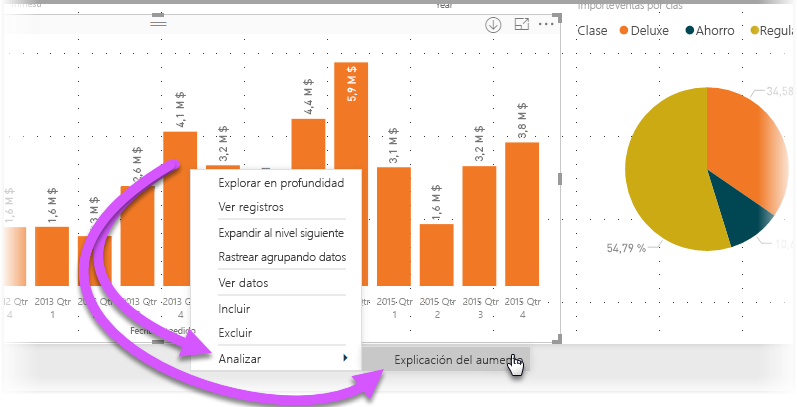 Year
Importeventas por clas
Clase Deluxe Ahorro Regula
1,6 M $
1,6 M $
2,6 M $
4,1 M $
3,2 M $
4,4 M $
5,9 M $
3,1 M $
1,6 M $
3,2 M $
3,8 M $
34,58
54,79 %
10,6
Explorar en profundidad
Ver registros
Expandir al nivel siguiente
Rastrear agrupando datos
Ver datos
Incluir
Excluir
Analizar
Explicación del aumento
2013 Qtr 1
2013 Qtr 4
2015 Qtr 1
2015 Qtr 2
2015 Qtr 3
2015 Qtr 4